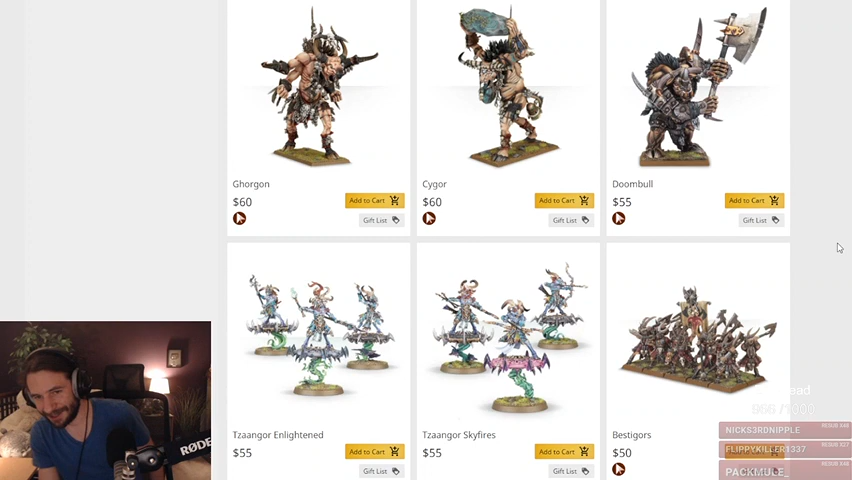 Ghorgon
$60
Add to Cart
Gift List
Cygor
$60
Add to Cart
Gift List
Doombull
$55
Add to Cart
Gift List
Tzaangor Enlightened
$55
Add to Cart
Gift List
Tzaangor Skyfires
$55
Add to Cart
Gift List
Bestigors
$50
RØDE
955 /1000
NICKS3RDNIPPLE
FLIPPYKILLER1337
PACKMULE_